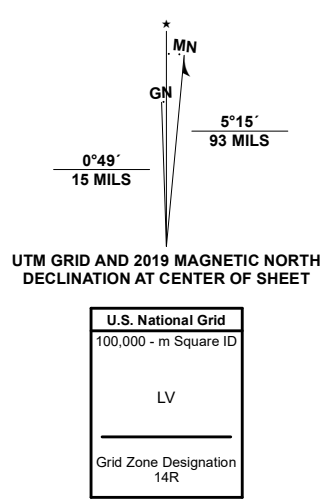 ★
MN
GN
5°15´
93 MILS
0°49´
15 MILS
UTM GRID AND 2019 MAGNETIC NORTH
DECLINATION AT CENTER OF SHEET
U.S. National Grid
100,000 - m Square ID
LV
Grid Zone Designation
14R